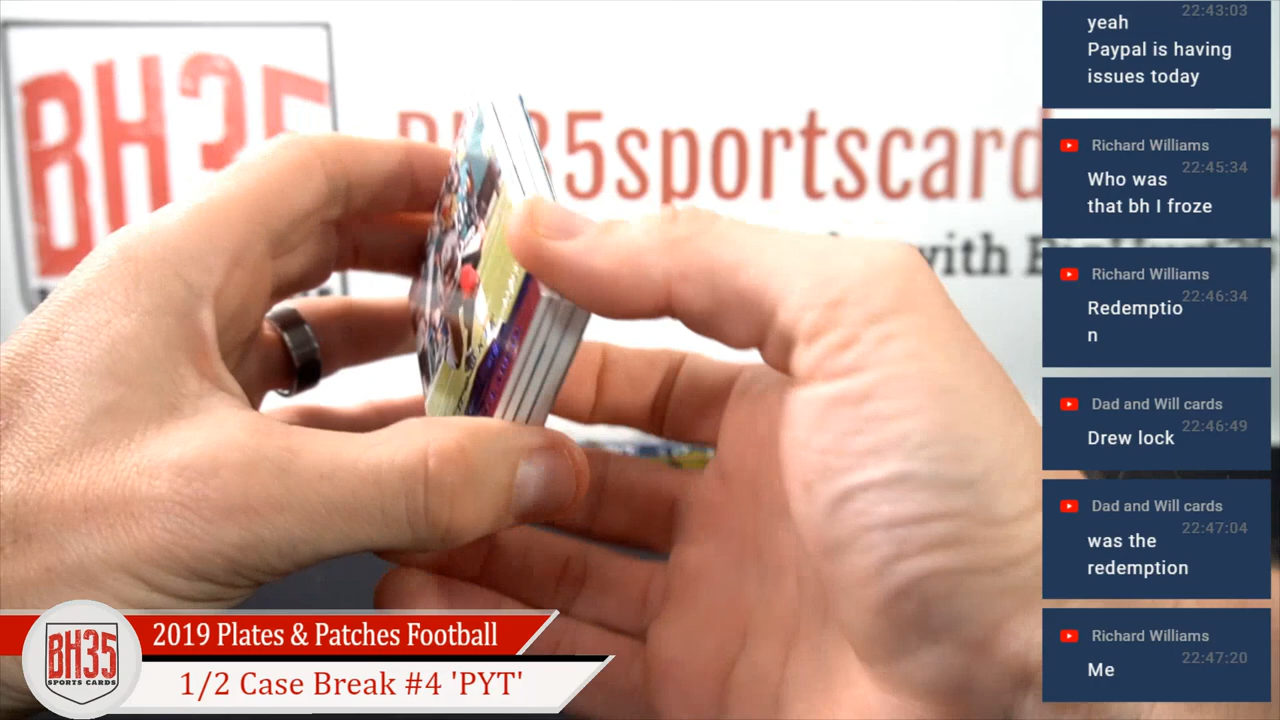 BH35
BH35sportscard
with
22:43:03
yeah
Paypal is having
issues today
Richard Williams
22:45:34
Who was
that bh I froze
Richard Williams
22:46:34
Redemptio
n
Dad and Will cards
22:46:49
Drew lock
Dad and Will cards
22:47:04
was the
redemption
Richard Williams
22:47:20
Me
BH35
SPORTS CARDS
2019 Plates & Patches Football
1/2 Case Break #4 'PYT'